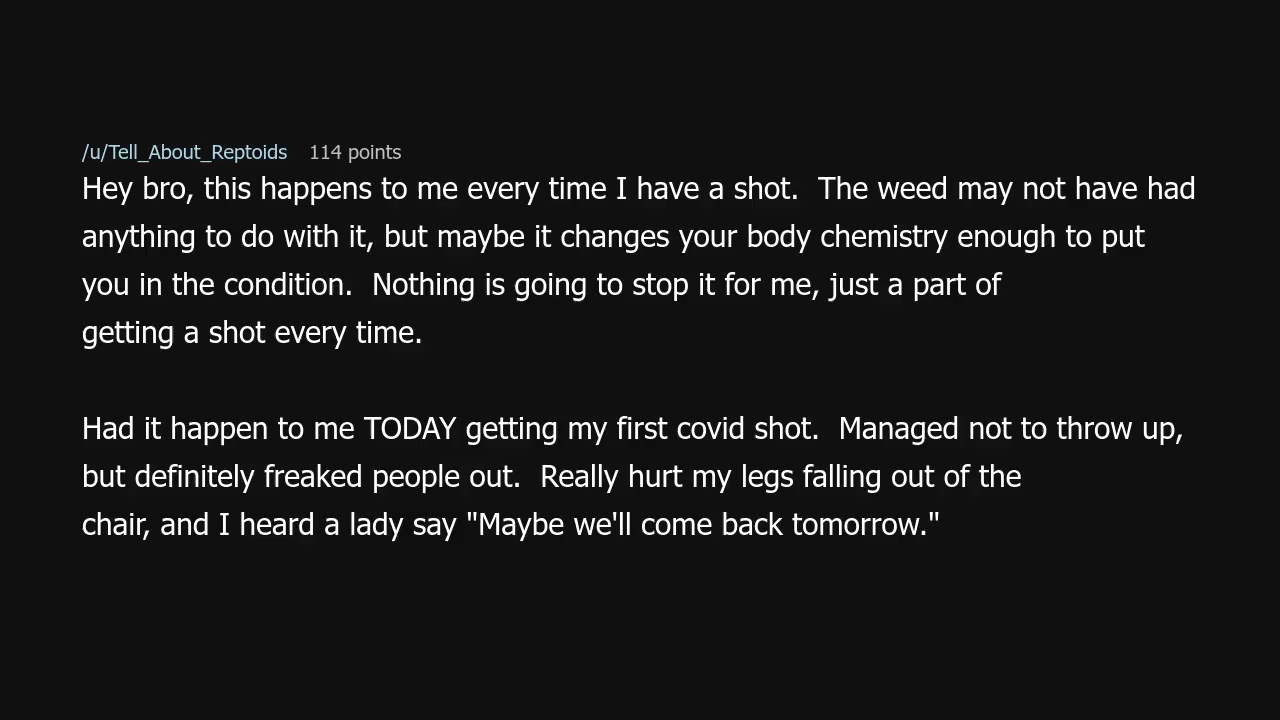 /u/Tell_About_Reptoids 114 points
Hey bro, this happens to me every time I have a shot.  The weed may not have had
anything to do with it, but maybe it changes your body chemistry enough to put
you in the condition.  Nothing is going to stop it for me, just a part of
getting a shot every time.
Had it happen to me TODAY getting my first covid shot.  Managed not to throw up,
but definitely freaked people out.  Really hurt my legs falling out of the
chair, and I heard a lady say "Maybe we'll come back tomorrow."